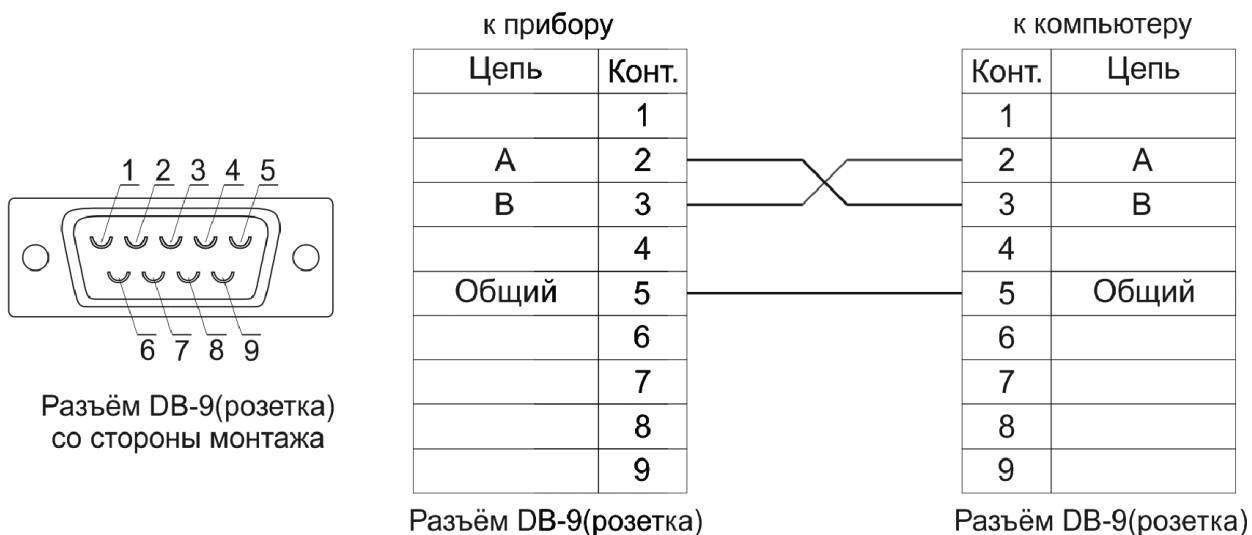 1 2 3 4 5
6 7 8 9
Разъём DB-9(розетка)
со стороны монтажа
к прибору
Цепь Конт.
1
А 2
В 3
4
Общий 5
6
7
8
9
Разъём DB-9(розетка)
к компьютеру
Конт. Цепь
1
2 А
3 В
4
5 Общий
6
7
8
9
Разъём DB-9(розетка)